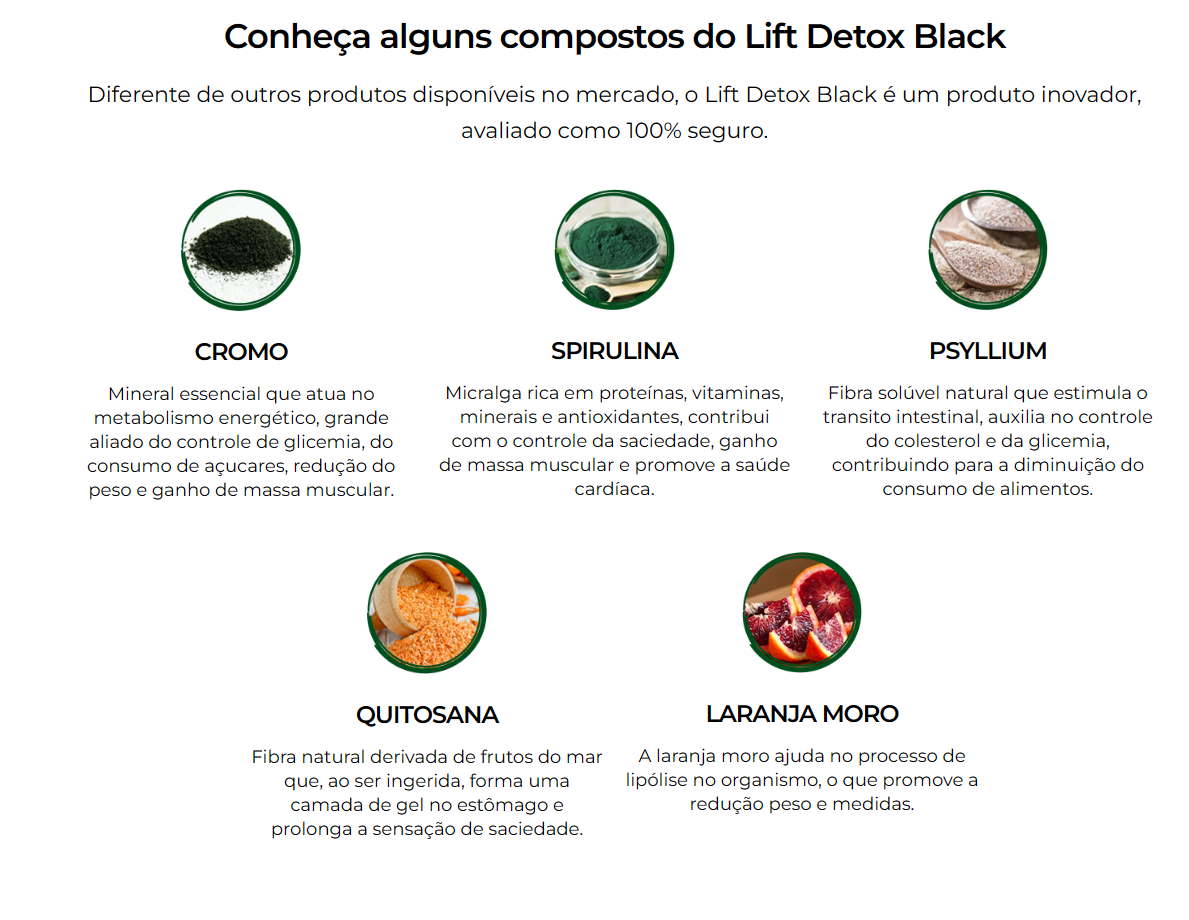 Conheça alguns compostos do Lift Detox Black
Diferente de outros produtos disponíveis no mercado, o Lift Detox Black é um produto inovador,
avaliado como 100% seguro.
CROMO
Mineral essencial que atua no
metabolismo energético, grande
aliado do controle de glicemia, do
consumo de açucares, redução do
peso e ganho de massa muscular.
SPIRULINA
Micralga rica em proteínas, vitaminas,
minerais e antioxidantes, contribui
com o controle da saciedade, ganho
de massa muscular e promove a saúde
cardíaca.
PSYLLIUM
Fibra solúvel natural que estimula o
transito intestinal, auxilia no controle
do colesterol e da glicemia,
contribuindo para a diminuição do
consumo de alimentos.
QUITOSANA
Fibra natural derivada de frutos do mar
que, ao ser ingerida, forma uma
camada de gel no estômago e
prolonga a sensação de saciedade.
LARANJA MORO
A laranja moro ajuda no processo de
lipólise no organismo, o que promove a
redução peso e medidas.